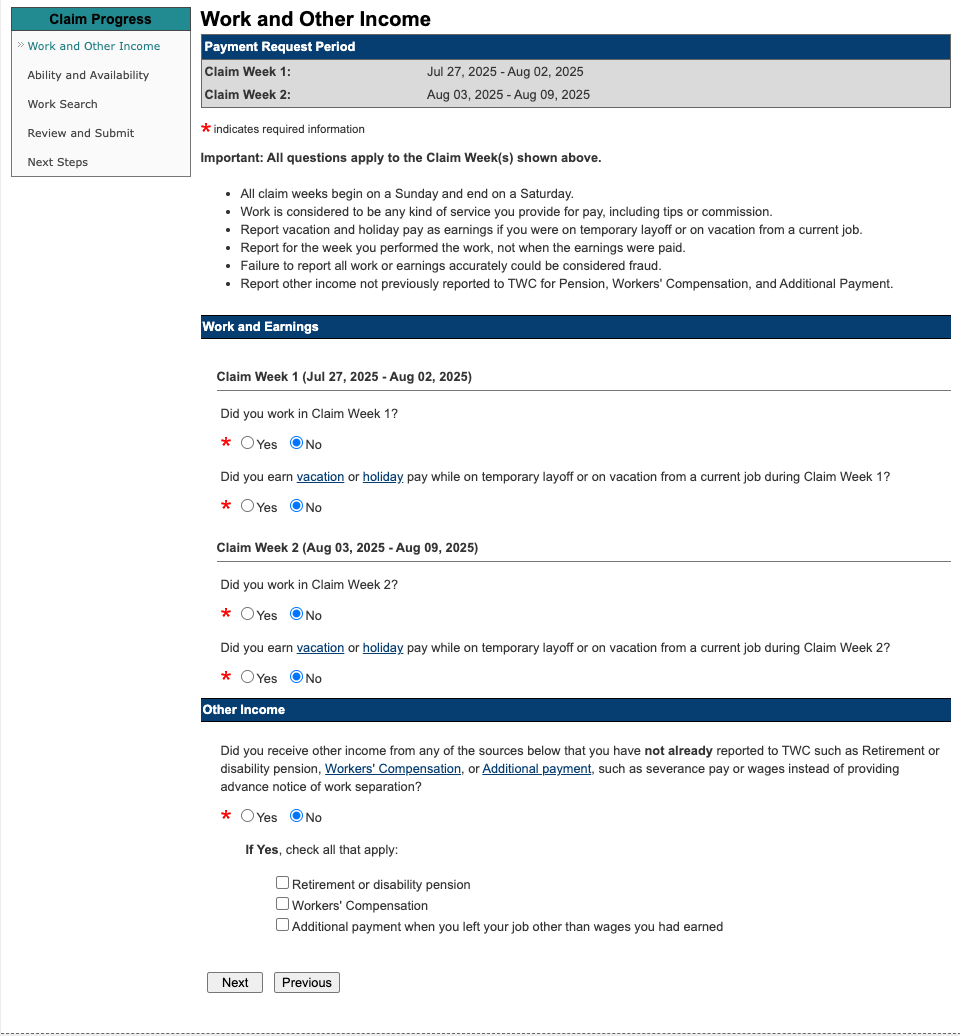 Claim Progress
» Work and Other Income
Ability and Availability
Work Search
Review and Submit
Next Steps
Work and Other Income
Payment Request Period
Claim Week 1: Jul 27, 2025 - Aug 02, 2025
Claim Week 2: Aug 03, 2025 - Aug 09, 2025
* indicates required information
Important: All questions apply to the Claim Week(s) shown above.
• All claim weeks begin on a Sunday and end on a Saturday.
• Work is considered to be any kind of service you provide for pay, including tips or commission.
• Report vacation and holiday pay as earnings if you were on temporary layoff or on vacation from a current job.
• Report for the week you performed the work, not when the earnings were paid.
• Failure to report all work or earnings accurately could be considered fraud.
• Report other income not previously reported to TWC for Pension, Workers' Compensation, and Additional Payment.
Work and Earnings
Claim Week 1 (Jul 27, 2025 - Aug 02, 2025)
Did you work in Claim Week 1?
* Yes No
Did you earn vacation or holiday pay while on temporary layoff or on vacation from a current job during Claim Week 1?
* Yes No
Claim Week 2 (Aug 03, 2025 - Aug 09, 2025)
Did you work in Claim Week 2?
* Yes No
Did you earn vacation or holiday pay while on temporary layoff or on vacation from a current job during Claim Week 2?
* Yes No
Other Income
Did you receive other income from any of the sources below that you have not already reported to TWC such as Retirement or
disability pension, Workers' Compensation, or Additional payment, such as severance pay or wages instead of providing
advance notice of work separation?
* Yes No
If Yes, check all that apply:
Retirement or disability pension
Workers' Compensation
Additional payment when you left your job other than wages you had earned
Next Previous